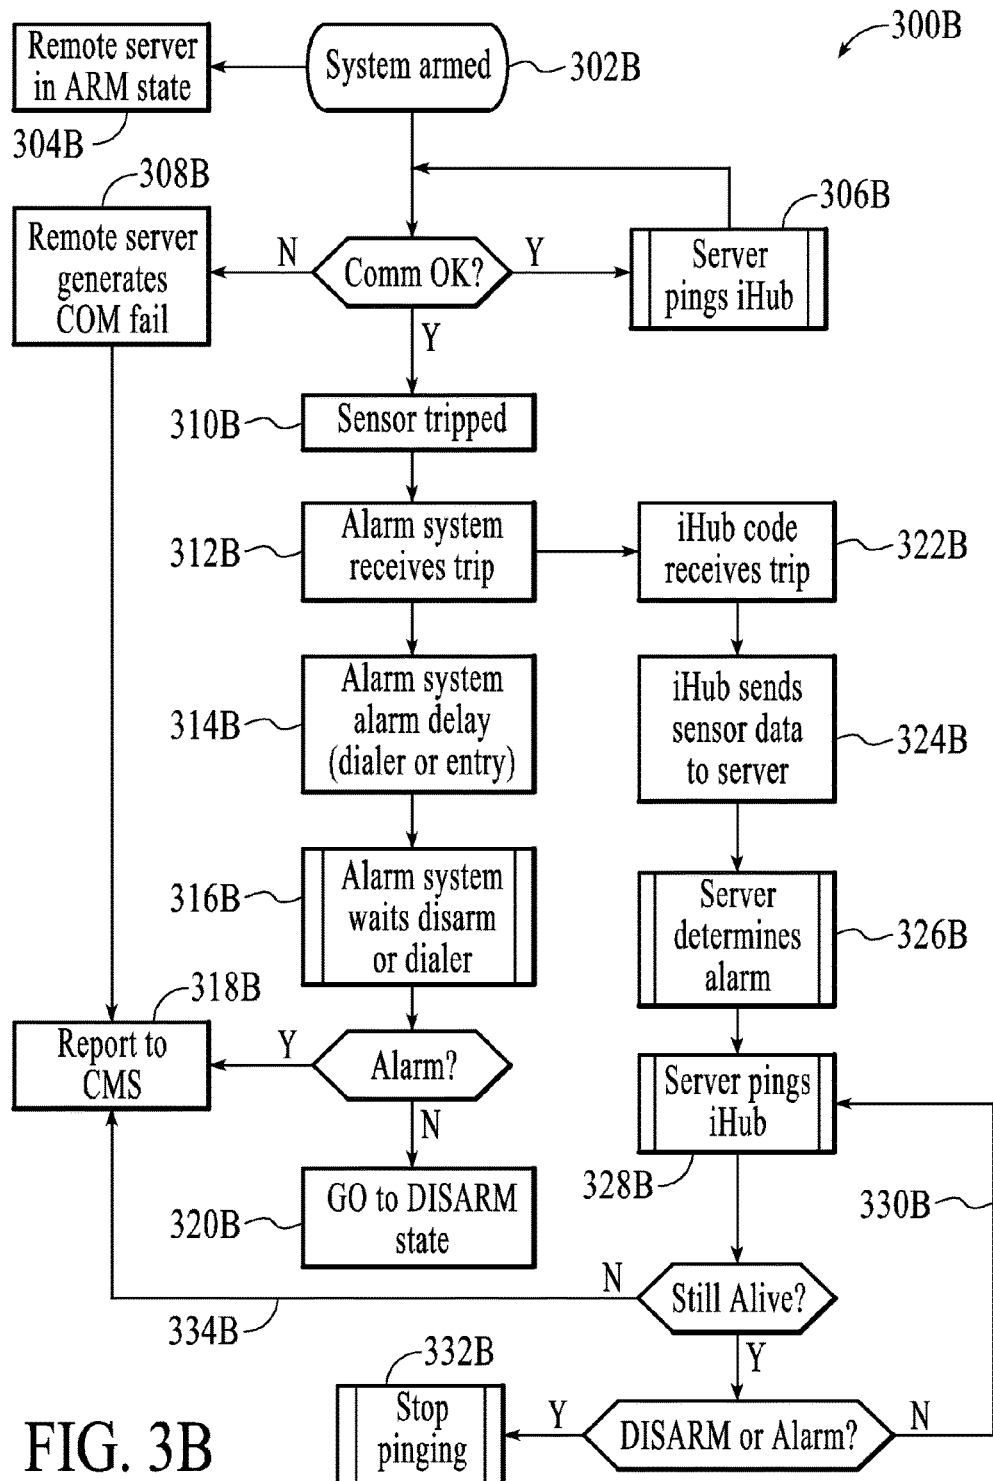 300B
Remote server
in ARM state
304B
System armed
302B
308B
306B
Remote server
generates
COM fail
N
Comm OK?
Y
Server
pings iHub
Y
310B
Sensor tripped
312B
Alarm system
receives trip
iHub code
receives trip
322B
314B
Alarm system
alarm delay
(dialer or entry)
iHub sends
sensor data
to server
324B
316B
Alarm system
waits disarm
or dialer
Server
determines
alarm
326B
318B
Report to
CMS
Y
Alarm?
N
Server pings
iHub
328B
330B
320B
GO to DISARM
state
N
Still Alive?
334B
Y
332B
Stop
pinging
Y
DISARM or Alarm?
N
FIG. 3B